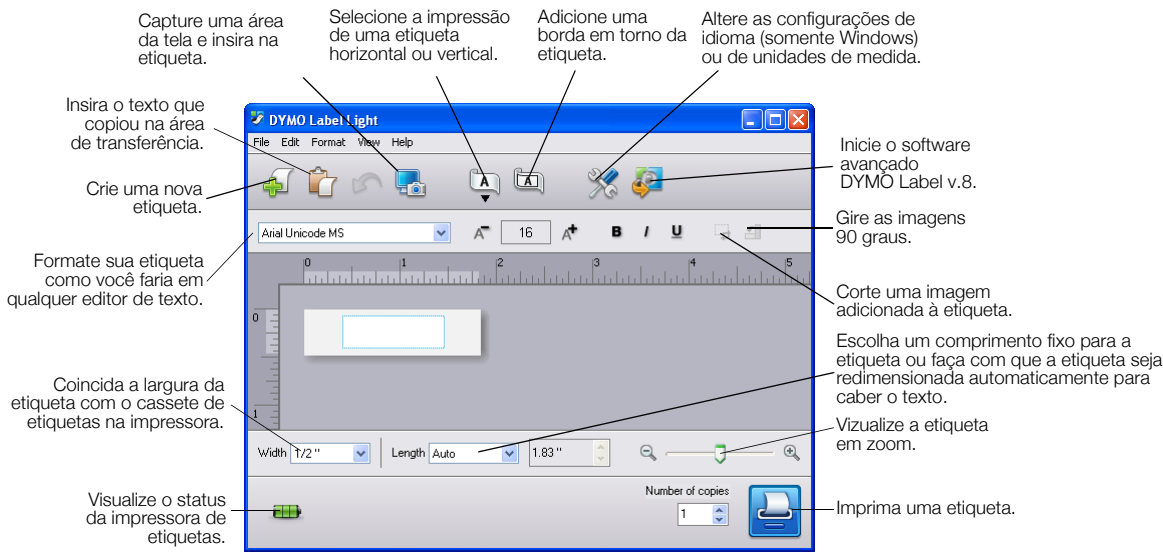 Capture uma área
da tela e insira na
etiqueta.
Selecione a impressão
de uma etiqueta
horizontal ou vertical.
Adicione uma
borda em torno da
etiqueta.
Altere as configurações de
idioma (somente Windows)
ou de unidades de medida.
Insira o texto que
copiou na área
de transferência.
Crie uma nova
etiqueta.
Formate sua etiqueta
como você faria em
qualquer editor de texto.
Coincida a largura da
etiqueta com o cassete de
etiquetas na impressora.
Visualize o status
da impressora de
etiquetas.
DYMO Label Light
File Edit Format View Help
A A
Arial Unicode MS A- 16 A+ B I U
0 1 2 3 4 5
0
1
Width 1/2 " Length Auto 1.83 "
Number of copies
1
Inicie o software
avançado
DYMO Label v.8.
Gire as imagens
90 graus.
Corte uma imagem
adicionada à etiqueta.
Escolha um comprimento fixo para a
etiqueta ou faça com que a etiqueta seja
redimensionada automaticamente para
caber o texto.
Vizualize a etiqueta
em zoom.
Imprima uma etiqueta.